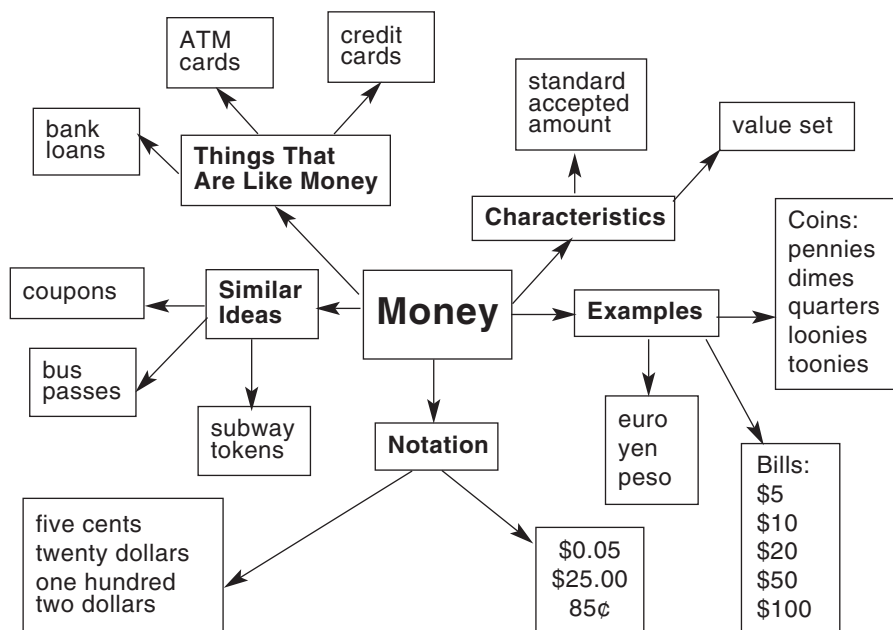 ATM
cards
credit
cards
bank
loans
Things That
Are Like Money
standard
accepted
amount
value set
Characteristics
Coins:
pennies
dimes
quarters
loonies
toonies
coupons
Similar
Ideas
Money
Examples
bus
passes
subway
tokens
Notation
euro
yen
peso
Bills:
$5
$10
$20
$50
$100
five cents
twenty dollars
one hundred
two dollars
$0.05
$25.00
85¢